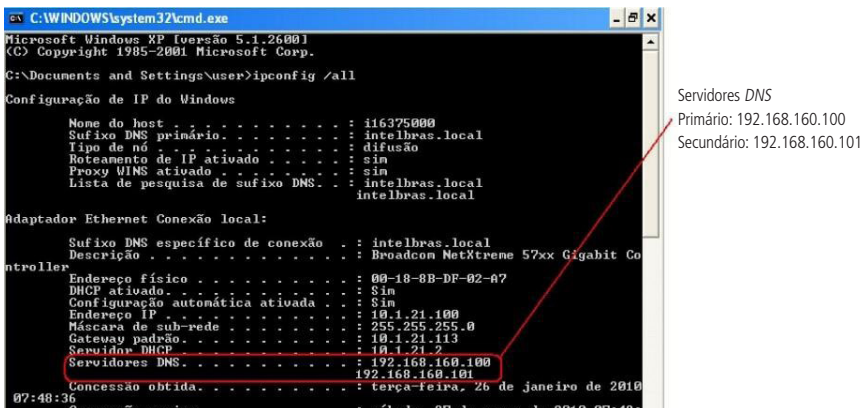 C:\WINDOWS\system32\cmd.exe
Microsoft Windows XP [versão 5.1.2600]
(C) Copyright 1985-2001 Microsoft Corp.
C:\Documents and Settings\user>ipconfig /all
Configuração de IP do Windows
Nome do host . . . . . . . . . . . . : i16375000
Sufixo DNS primário. . . . . . . . : intelbras.local
Tipo de nó . . . . . . . . . . . . . : difusão
Roteamento de IP ativado . . . . . : sim
Proxy WINS ativado . . . . . . . . : sim
Lista de pesquisa de sufixo DNS. . : intelbras.local
intelbras.local
Adaptador Ethernet Conexão local:
Sufixo DNS específico de conexão . : intelbras.local
Descrição . . . . . . . . . . . . . : Broadcom NetXtreme 57xx Gigabit Co
ntroller
Endereço físico . . . . . . . . . . : 00-18-8B-DF-02-A7
DHCP ativado. . . . . . . . . . . . : Sim
Configuração automática ativada . . : Sim
Endereço IP . . . . . . . . . . . . : 10.1.21.100
Máscara de sub-rede . . . . . . . . : 255.255.255.0
Gateway padrão. . . . . . . . . . . : 10.1.21.113
Servidor DHCP . . . . . . . . . . . : 10.1.21.2
Servidores DNS. . . . . . . . . . . : 192.168.160.100
192.168.160.101
Concessão obtida. . . . . . . . . . : terça-feira, 26 de janeiro de 2010
07:48:36
Servidores DNS
Primário: 192.168.160.100
Secundário: 192.168.160.101